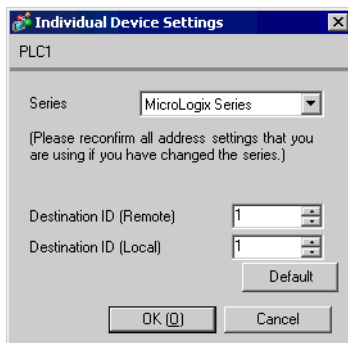 Individual Device Settings
PLC1
Series MicroLogix Series
(Please reconfirm all address settings that you
are using if you have changed the series.)
Destination ID (Remote) 1
Destination ID (Local) 1
Default
OK (O) Cancel